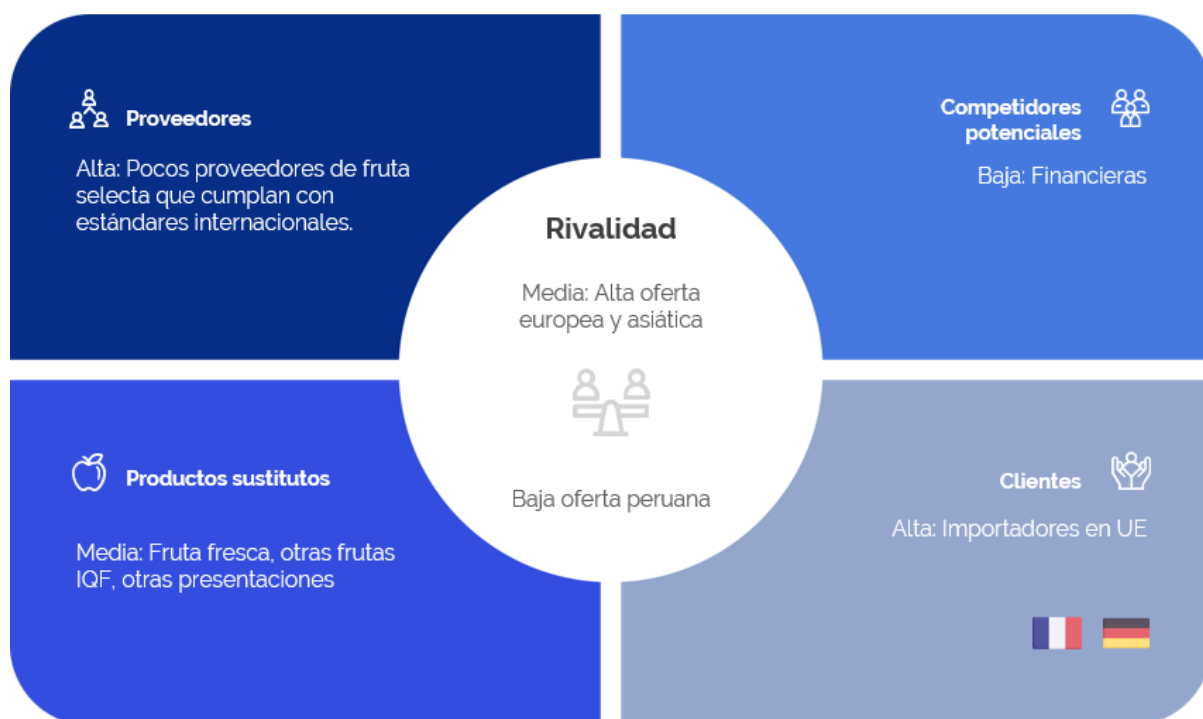 Proveedores
Alta: Pocos proveedores de fruta
selecta que cumplan con
estándares internacionales.
Competidores
potenciales
Baja: Financieras
Rivalidad
Media: Alta oferta
europea y asiática
Baja oferta peruana
Productos sustitutos
Media: Fruta fresca, otras frutas
IQF, otras presentaciones
Clientes
Alta: Importadores en UE